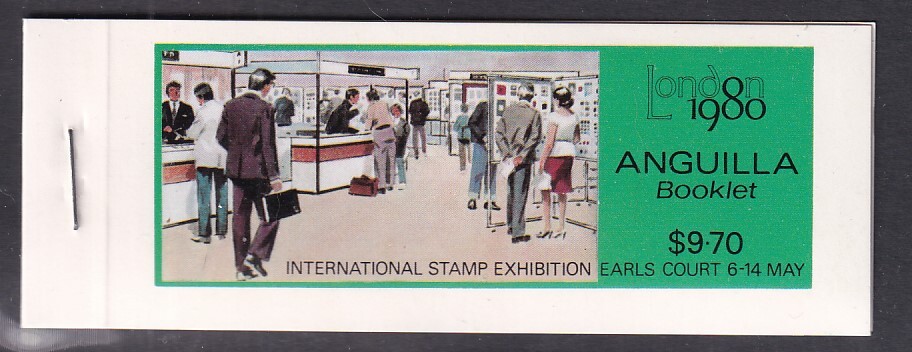 London
1980
ANGUILLA
Booklet
$9·70
INTERNATIONAL STAMP EXHIBITION EARLS COURT 6-14 MAY